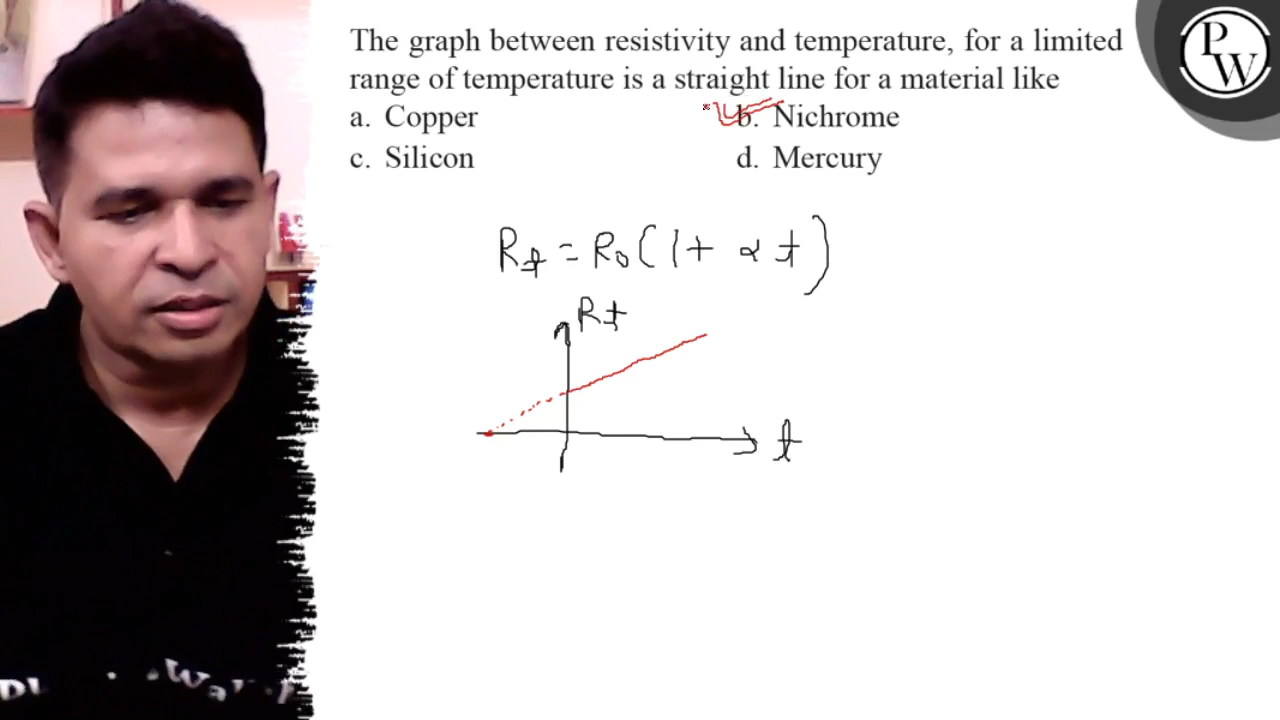 The graph between resistivity and temperature, for a limited
range of temperature is a straight line for a material like
a. Copper b. Nichrome
c. Silicon d. Mercury
PW
Rt = R0 (1 + αt)
Rt
t